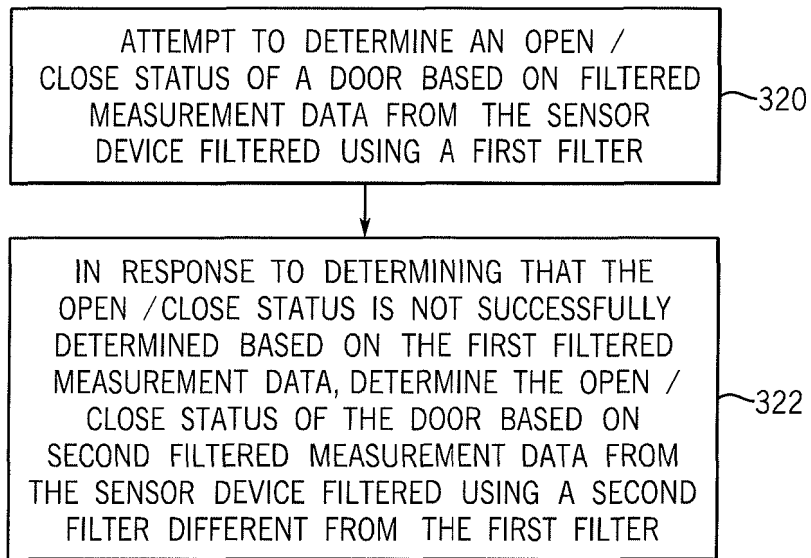 ATTEMPT TO DETERMINE AN OPEN /
CLOSE STATUS OF A DOOR BASED ON FILTERED
MEASUREMENT DATA FROM THE SENSOR
DEVICE FILTERED USING A FIRST FILTER
320
IN RESPONSE TO DETERMINING THAT THE
OPEN / CLOSE STATUS IS NOT SUCCESSFULLY
DETERMINED BASED ON THE FIRST FILTERED
MEASUREMENT DATA, DETERMINE THE OPEN /
CLOSE STATUS OF THE DOOR BASED ON
SECOND FILTERED MEASUREMENT DATA FROM
THE SENSOR DEVICE FILTERED USING A SECOND
FILTER DIFFERENT FROM THE FIRST FILTER
322